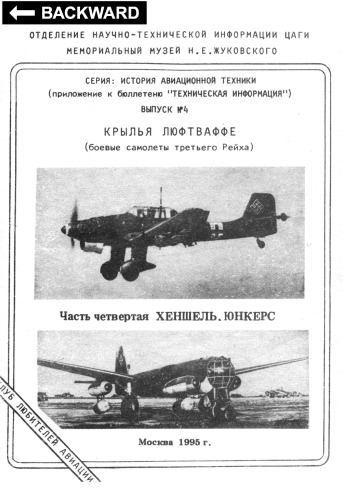 BACKWARD
ОТДЕЛЕНИЕ НАУЧНО-ТЕХНИЧЕСКОЙ ИНФОРМАЦИИ ЦАГИ
МЕМОРИАЛЬНЫЙ МУЗЕЙ Н.Е.ЖУКОВСКОГО
СЕРИЯ: ИСТОРИЯ АВИАЦИОННОЙ ТЕХНИКИ
(приложение к бюллетеню "ТЕХНИЧЕСКАЯ ИНФОРМАЦИЯ")
ВЫПУСК №4
КРЫЛЬЯ ЛЮФТВАФФЕ
(боевые самолеты третьего Рейха)
Часть четвертая ХЕНШЕЛЬ, ЮНКЕРС
ЛУБ ЛЮБИТЕЛЕЙ АВИАЦИИ
Москва 1995 г.